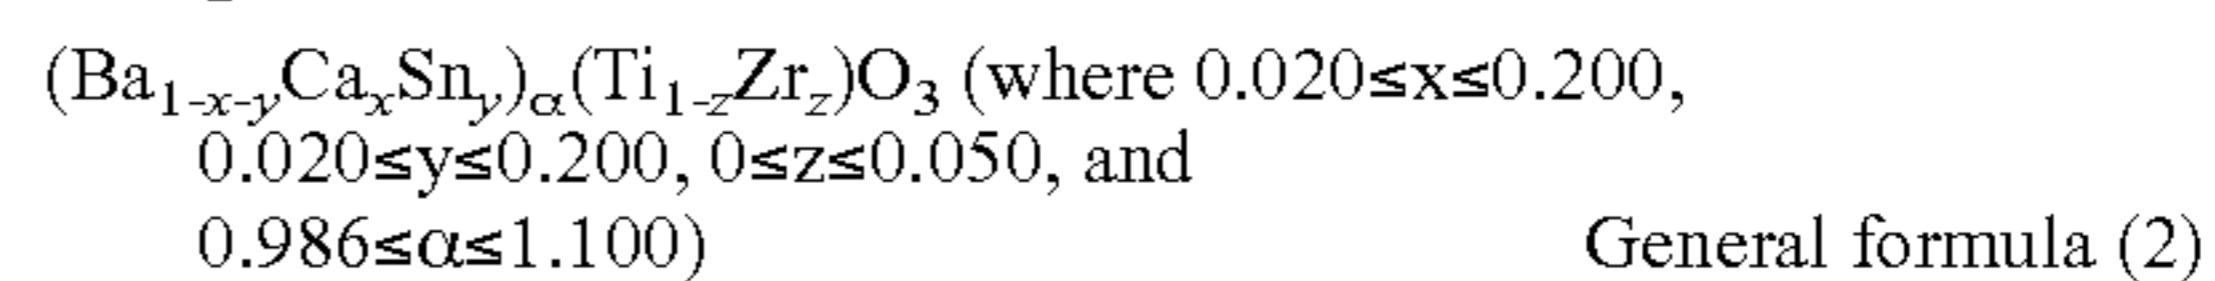 (Ba₁₋ₓ₋yCaₓSny)α(Ti₁₋zZrz)O₃ (where 0.020≤x≤0.200,
0.020≤y≤0.200, 0≤z≤0.050, and
0.986≤α≤1.100) General formula (2)